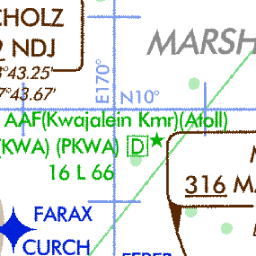 CHOLZ
NDJ
3°43.25'
7°43.67'
MARSH
E170°
N10°
AAF(Kwajalein Kmr)(Atoll)
(KWA) (PKWA) D
16 L 66
316 MA
FARAX
CURCH